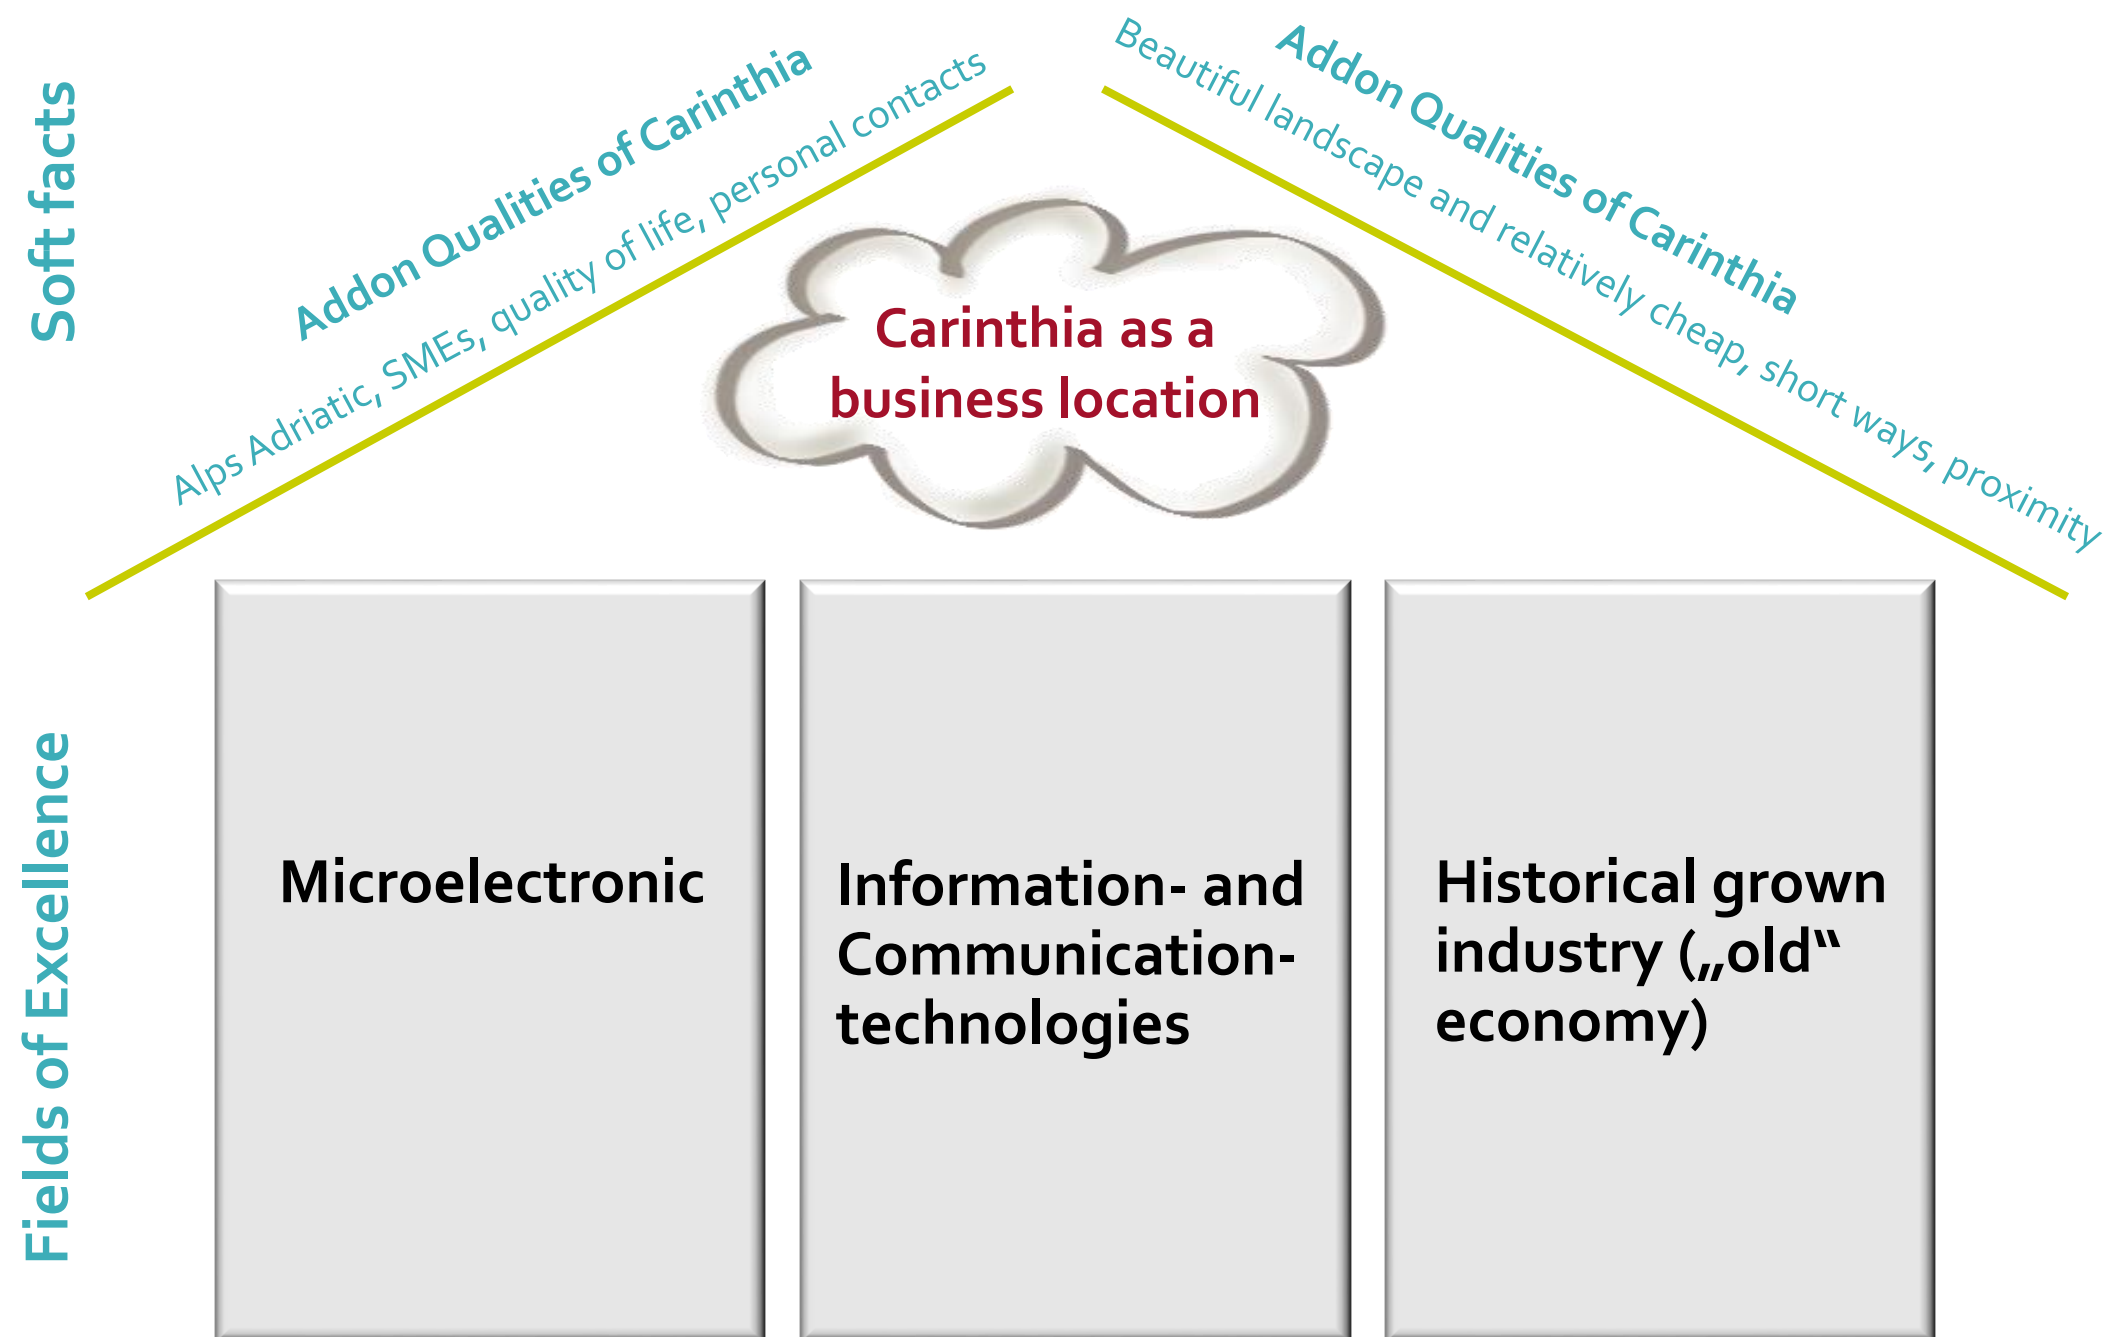 Soft facts
Addon Qualities of Carinthia
Alps Adriatic, SMEs, quality of life, personal contacts
Addon Qualities of Carinthia
Beautiful landscape and relatively cheap, short ways, proximity
Carinthia as a
business location
Fields of Excellence
Microelectronic
Information- and
Communication-
technologies
Historical grown
industry („old“
economy)